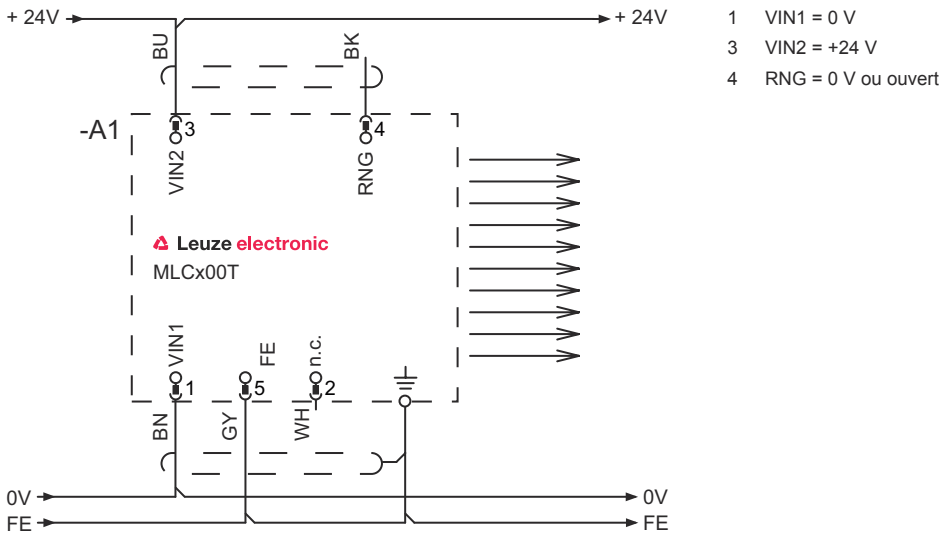 + 24V
+ 24V
1 VIN1 = 0 V
3 VIN2 = +24 V
4 RNG = 0 V ou ouvert
BU
BK
-A1
3
4
VIN2
RNG
Leuze electronic
MLCx00T
VIN1
FE
n.c.
1
5
2
BN
GY
WH
0V
0V
FE
FE